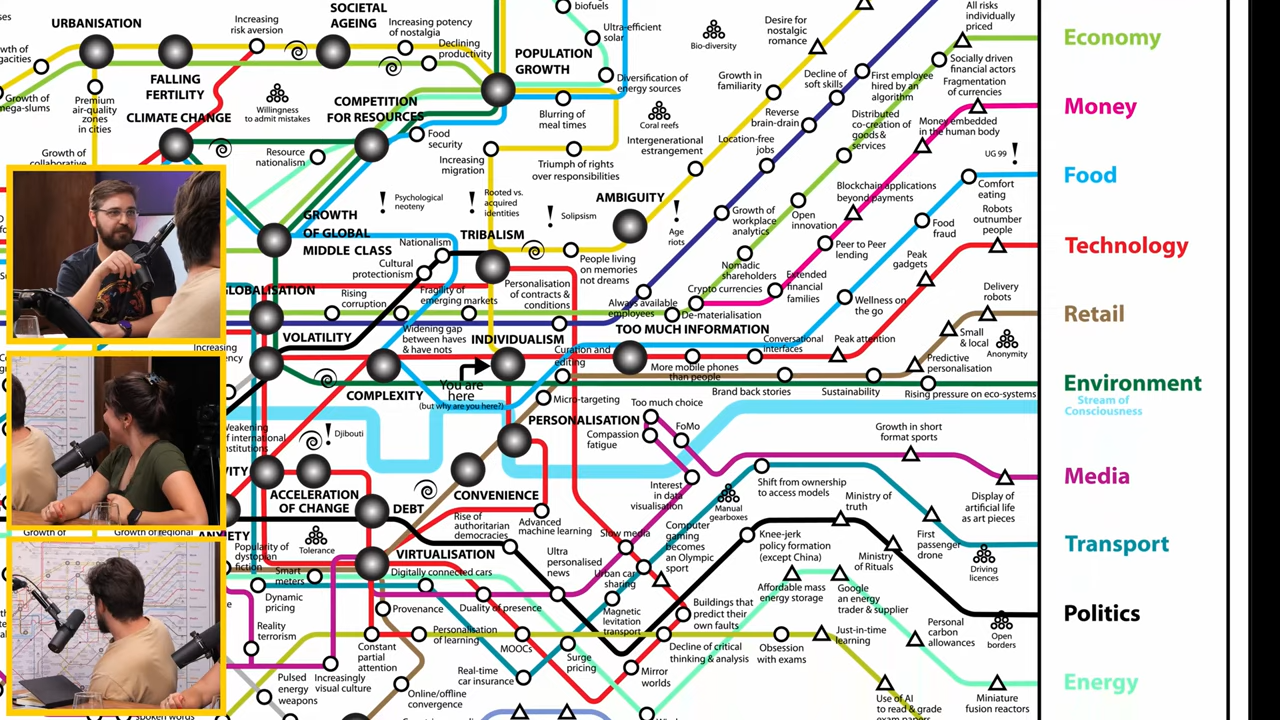 biofuels
SOCIETAL
AGEING
URBANISATION
Increasing
risk aversion
Increasing potency
of nostalgia
Declining
productivity
Ultra-efficient
solar
Bio-diversity
Desire for
nostalgic
romance
All risks
individually
priced
Economy
POPULATION
GROWTH
Socially driven
financial actors
FALLING
FERTILITY
Growth of
mega-slums
Premium
air-quality
zones
in cities
Willingness
to admit mistakes
COMPETITION
FOR RESOURCES
Diversification of
energy sources
Growth in
familiarity
Decline of
soft skills
First employee
hired by an
algorithm
Fragmentation
of currencies
Money
CLIMATE CHANGE
Food
security
Blurring of
meal times
Coral reefs
Reverse
brain-drain
Distributed
co-creation of
goods &
services
Money embedded
in the human body
Growth of
collaborative
Resource
nationalism
Increasing
migration
Triumph of rights
over responsibilities
Intergenerational
estrangement
Location-free
jobs
UG 99
Food
Comfort
eating
Psychological
neoteny
Rooted vs.
acquired
identities
Solipsism
AMBIGUITY
Age
riots
Growth of
workplace
analytics
Open
innovation
Blockchain applications
beyond payments
Food
fraud
Robots
outnumber
people
GROWTH
OF GLOBAL
MIDDLE CLASS
Nationalism
TRIBALISM
Cultural
protectionism
People living
on memories
not dreams
Nomadic
shareholders
Peer to Peer
lending
Peak
gadgets
Technology
GLOBALISATION
Rising
corruption
Fragility of
emerging markets
Personalisation
of contracts &
conditions
Always available
employees
Crypto currencies
De-materialisation
Extended
financial
families
Wellness on
the go
Delivery
robots
Retail
VOLATILITY
Widening gap
between haves
& have nots
INDIVIDUALISM
TOO MUCH INFORMATION
Curation and
editing
Conversational
interfaces
Peak attention
Small
& local
Anonymity
Increasing
More mobile phones
than people
Predictive
personalisation
COMPLEXITY
You are
here
(but why are you here?)
Micro-targeting
Brand back stories
Sustainability
Rising pressure on eco-systems
Environment
Stream of
Consciousness
Weakening
of international
institutions
Djibouti
PERSONALISATION
Too much choice
Compassion
fatigue
FoMo
Growth in short
format sports
Media
ACCELERATION
OF CHANGE
DEBT
CONVENIENCE
Interest
in data
visualisation
Manual
gearboxes
Shift from ownership
to access models
Ministry of
truth
Display of
artificial life
as art pieces
Tolerance
Rise of
authoritarian
democracies
Advanced
machine learning
Slow media
Computer
gaming
becomes
an Olympic
sport
Knee-jerk
policy formation
(except China)
Ministry
of Rituals
First
passenger
drone
Driving
licences
Transport
Growth of
Growth of regional
ANXIETY
Popularity of
dystopian
fiction
Smart
meters
VIRTUALISATION
Digitally connected cars
Ultra
personalised
news
Urban car
sharing
Affordable mass
energy storage
Google
an energy
trader & supplier
Dynamic
pricing
Provenance
Duality of presence
Magnetic
levitation
transport
Buildings that
predict their
own faults
Personal
carbon
allowances
Open
borders
Politics
Reality
terrorism
Constant
partial
attention
Personalisation
of learning
MOOCs
Surge
pricing
Decline of critical
thinking & analysis
Obsession
with exams
Just-in-time
learning
Pulsed
energy
weapons
Increasingly
visual culture
Online/offline
convergence
Real-time
car insurance
Mirror
worlds
Use of AI
to read & grade
exam papers
Miniature
fusion reactors
Energy
Spoken words